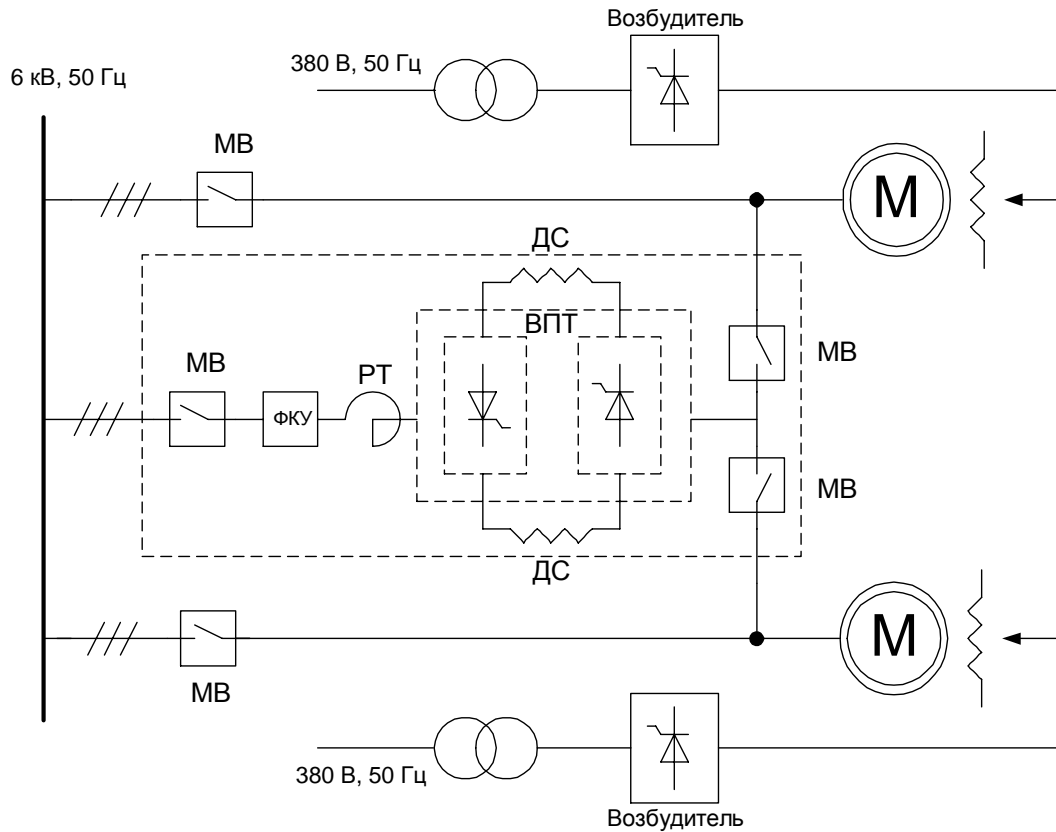 Возбудитель
380 В, 50 Гц
6 кВ, 50 Гц
МВ
М
ДС
ВПТ
МВ
МВ
РТ
ФКУ
МВ
ДС
М
МВ
380 В, 50 Гц
Возбудитель